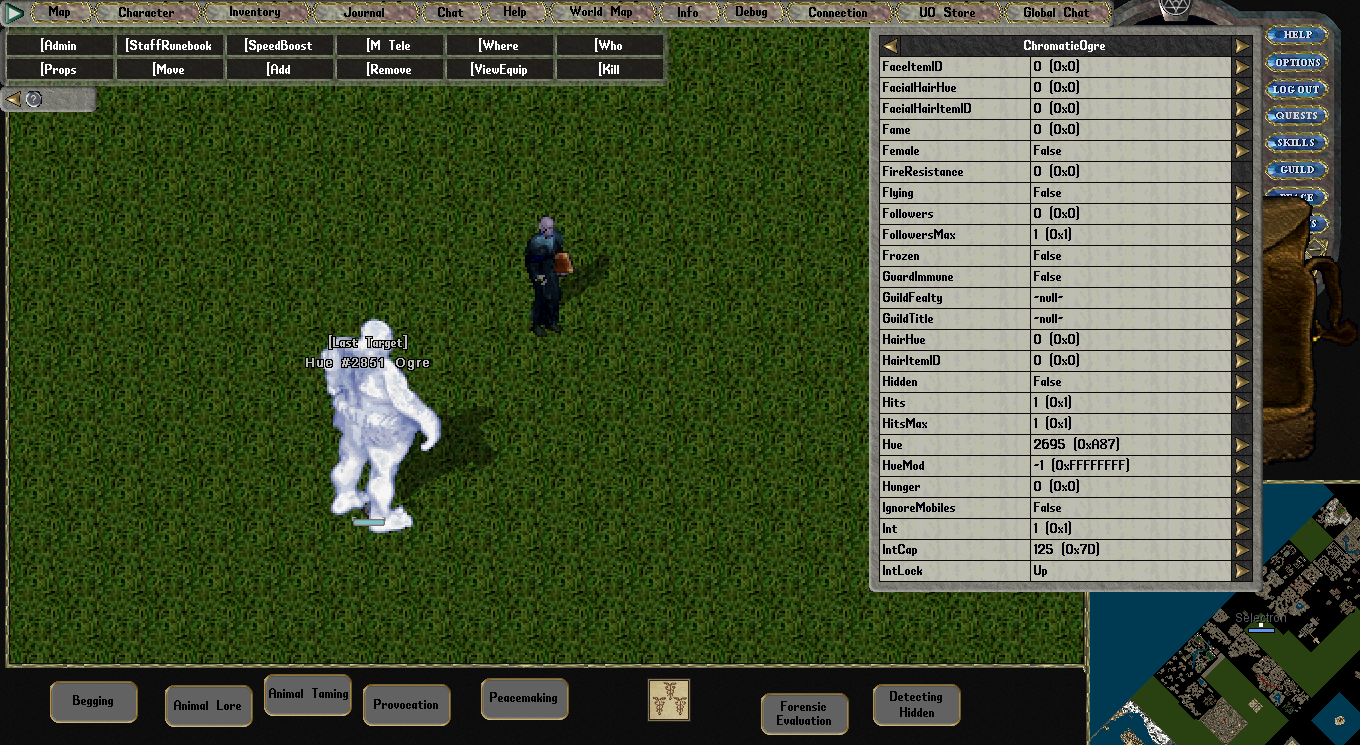 Map Character Inventory Journal Chat Help World Map Info Debug Connection UO Store Global Chat
[Admin [StaffRunebook [SpeedBoost [M Tele [Where [Who
[Props [Move [Add [Remove [ViewEquip [Kill
?
ChromaticOgre
FaceItemID 0 (0x0)
FacialHairHue 0 (0x0)
FacialHairItemID 0 (0x0)
Fame 0 (0x0)
Female False
FireResistance 0 (0x0)
Flying False
Followers 0 (0x0)
FollowersMax 1 (0x1)
Frozen False
GuardImmune False
GuildFealty -null-
GuildTitle -null-
HairHue 0 (0x0)
HairItemID 0 (0x0)
Hidden False
Hits 1 (0x1)
HitsMax 1 (0x1)
Hue 2695 (0xA87)
HueMod -1 (0xFFFFFFFF)
Hunger 0 (0x0)
IgnoreMobiles False
Int 1 (0x1)
IntCap 125 (0x7D)
IntLock Up
HELP
OPTIONS
LOG OUT
QUESTS
SKILLS
GUILD
[Last Target]
Hue #2851 Ogre
Selectron
Begging
Animal Lore
Animal Taming
Provocation
Peacemaking
Forensic
Evaluation
Detecting
Hidden